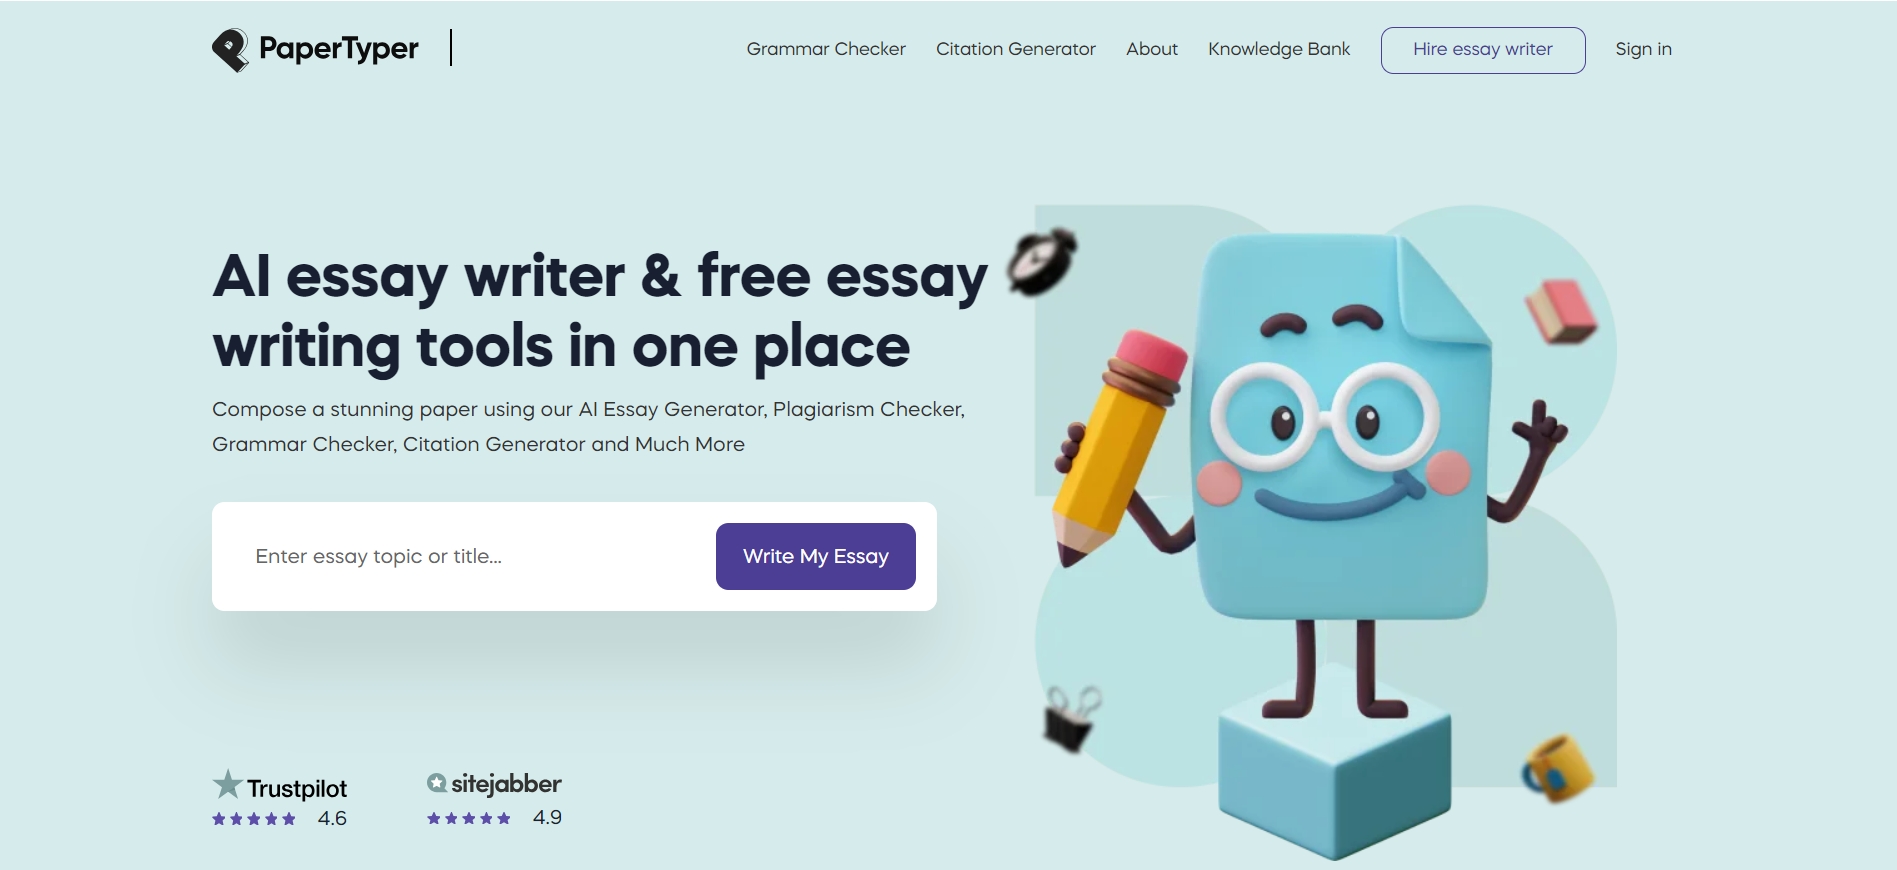 PaperTyper
Grammar Checker
Citation Generator
About
Knowledge Bank
Hire essay writer
Sign in
AI essay writer & free essay
writing tools in one place
Compose a stunning paper using our AI Essay Generator, Plagiarism Checker,
Grammar Checker, Citation Generator and Much More
Enter essay topic or title...
Write My Essay
Trustpilot
4.6
sitejabber
4.9